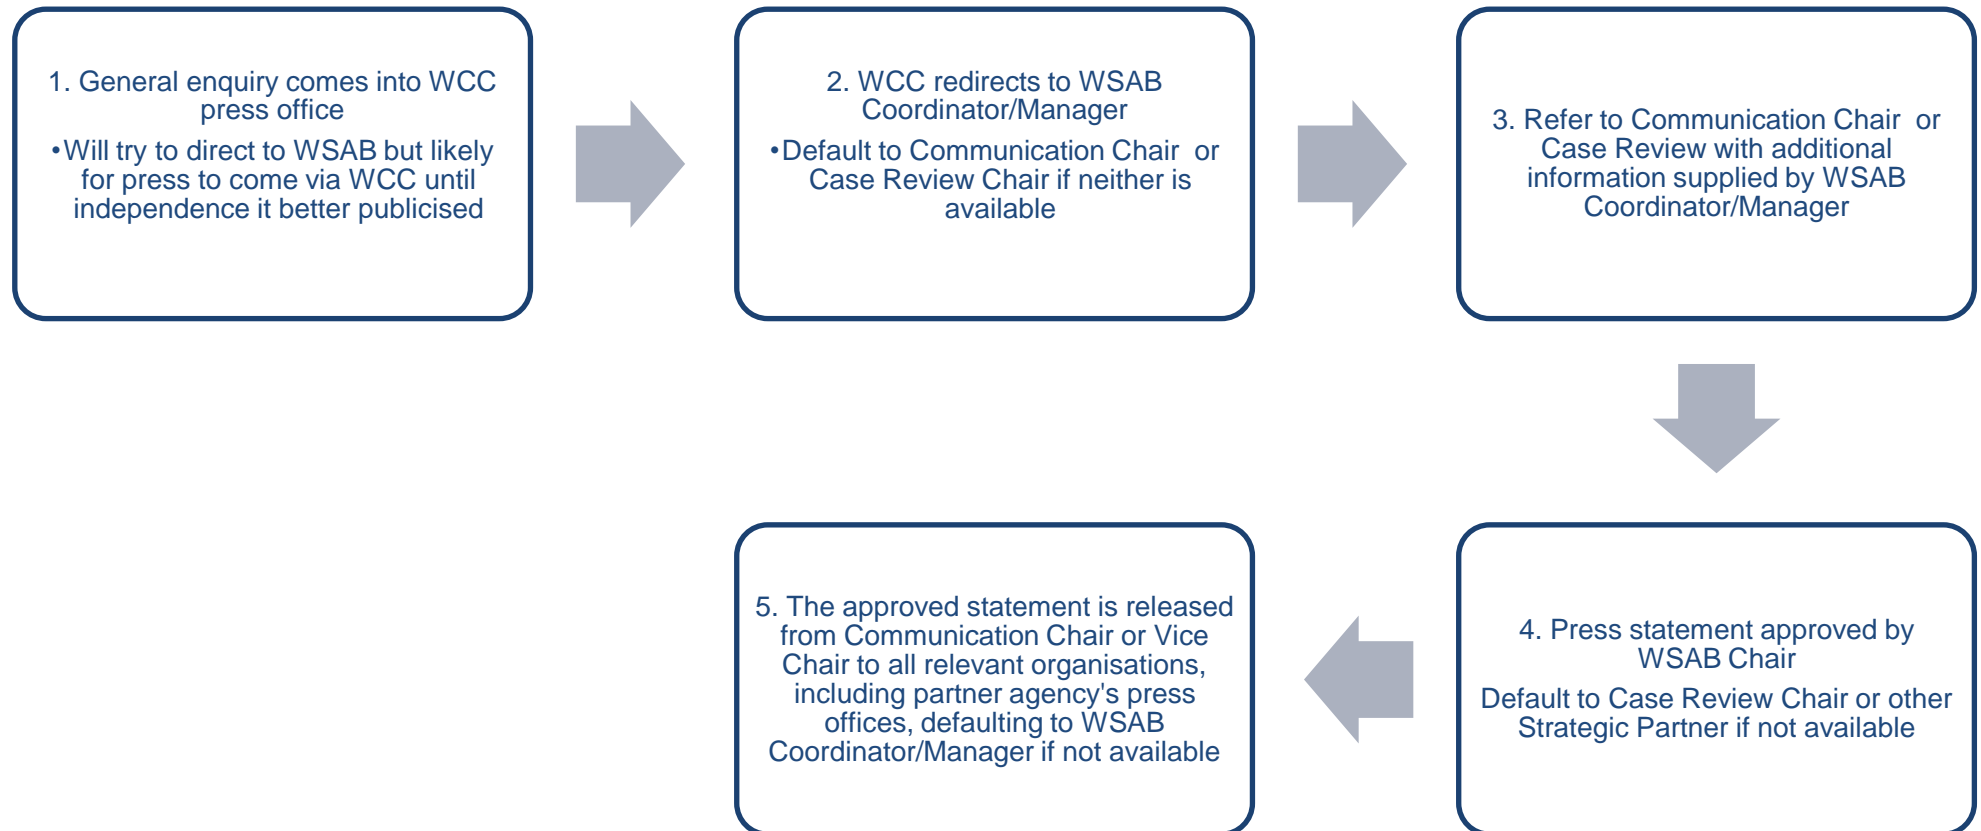 1. General enquiry comes into WCC
press office
•Will try to direct to WSAB but likely
for press to come via WCC until
independence it better publicised
2. WCC redirects to WSAB
Coordinator/Manager
•Default to Communication Chair  or
Case Review Chair if neither is
available
3. Refer to Communication Chair  or
Case Review with additional
information supplied by WSAB
Coordinator/Manager
4. Press statement approved by
WSAB Chair
Default to Case Review Chair or other
Strategic Partner if not available
5. The approved statement is released
from Communication Chair or Vice
Chair to all relevant organisations,
including partner agency's press
offices, defaulting to WSAB
Coordinator/Manager if not available